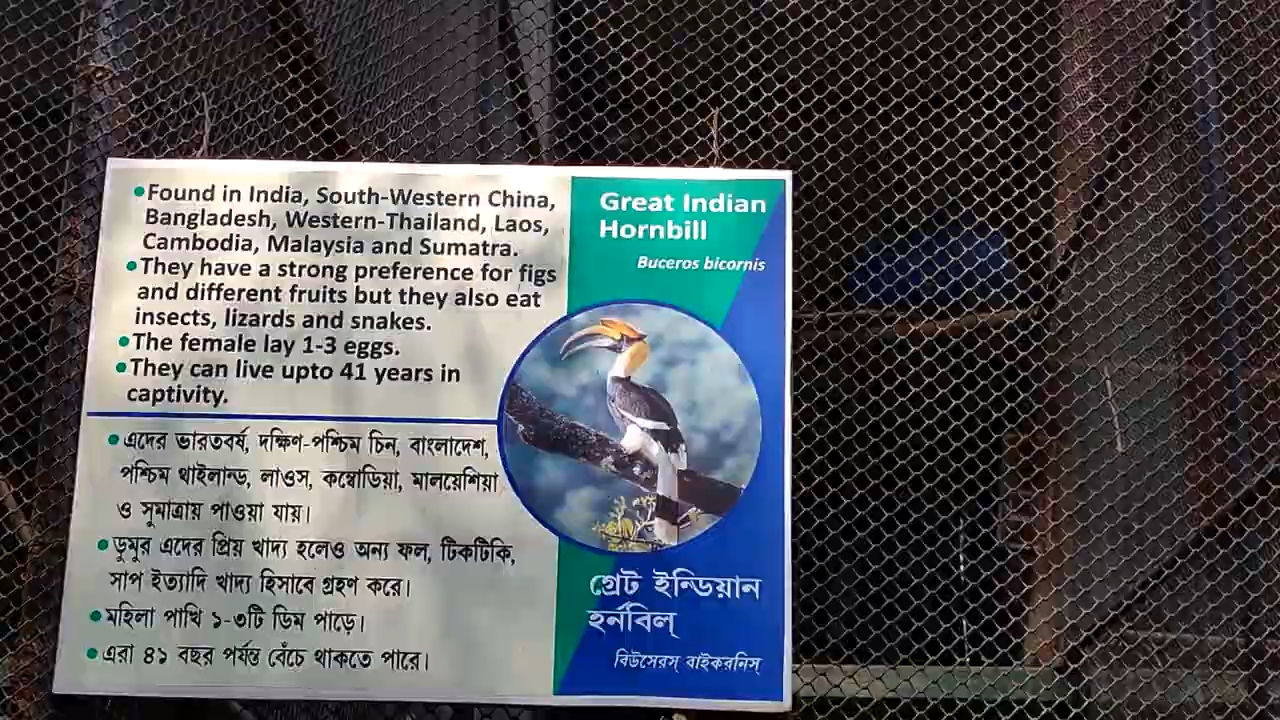 •Found in India, South-Western China,
Bangladesh, Western-Thailand, Laos,
Cambodia, Malaysia and Sumatra.
•They have a strong preference for figs
and different fruits but they also eat
insects, lizards and snakes.
•The female lay 1-3 eggs.
•They can live upto 41 years in
captivity.
•এদের ভারতবর্ষ, দক্ষিণ-পশ্চিম চিন, বাংলাদেশ,
পশ্চিম থাইলান্ড, লাওস, কম্বোডিয়া, মালয়েশিয়া
ও সুমাত্রায় পাওয়া যায়।
•ডুমুর এদের প্রিয় খাদ্য হলেও অন্য ফল, টিকটিকি,
সাপ ইত্যাদি খাদ্য হিসাবে গ্রহণ করে।
•মহিলা পাখি ১-৩টি ডিম পাড়ে।
•এরা ৪১ বছর পর্যন্ত বেঁচে থাকতে পারে।
Great Indian
Hornbill
Buceros bicornis
গ্রেট ইন্ডিয়ান
হর্নবিল্
বিউসেরস্ বাইকরনিস্